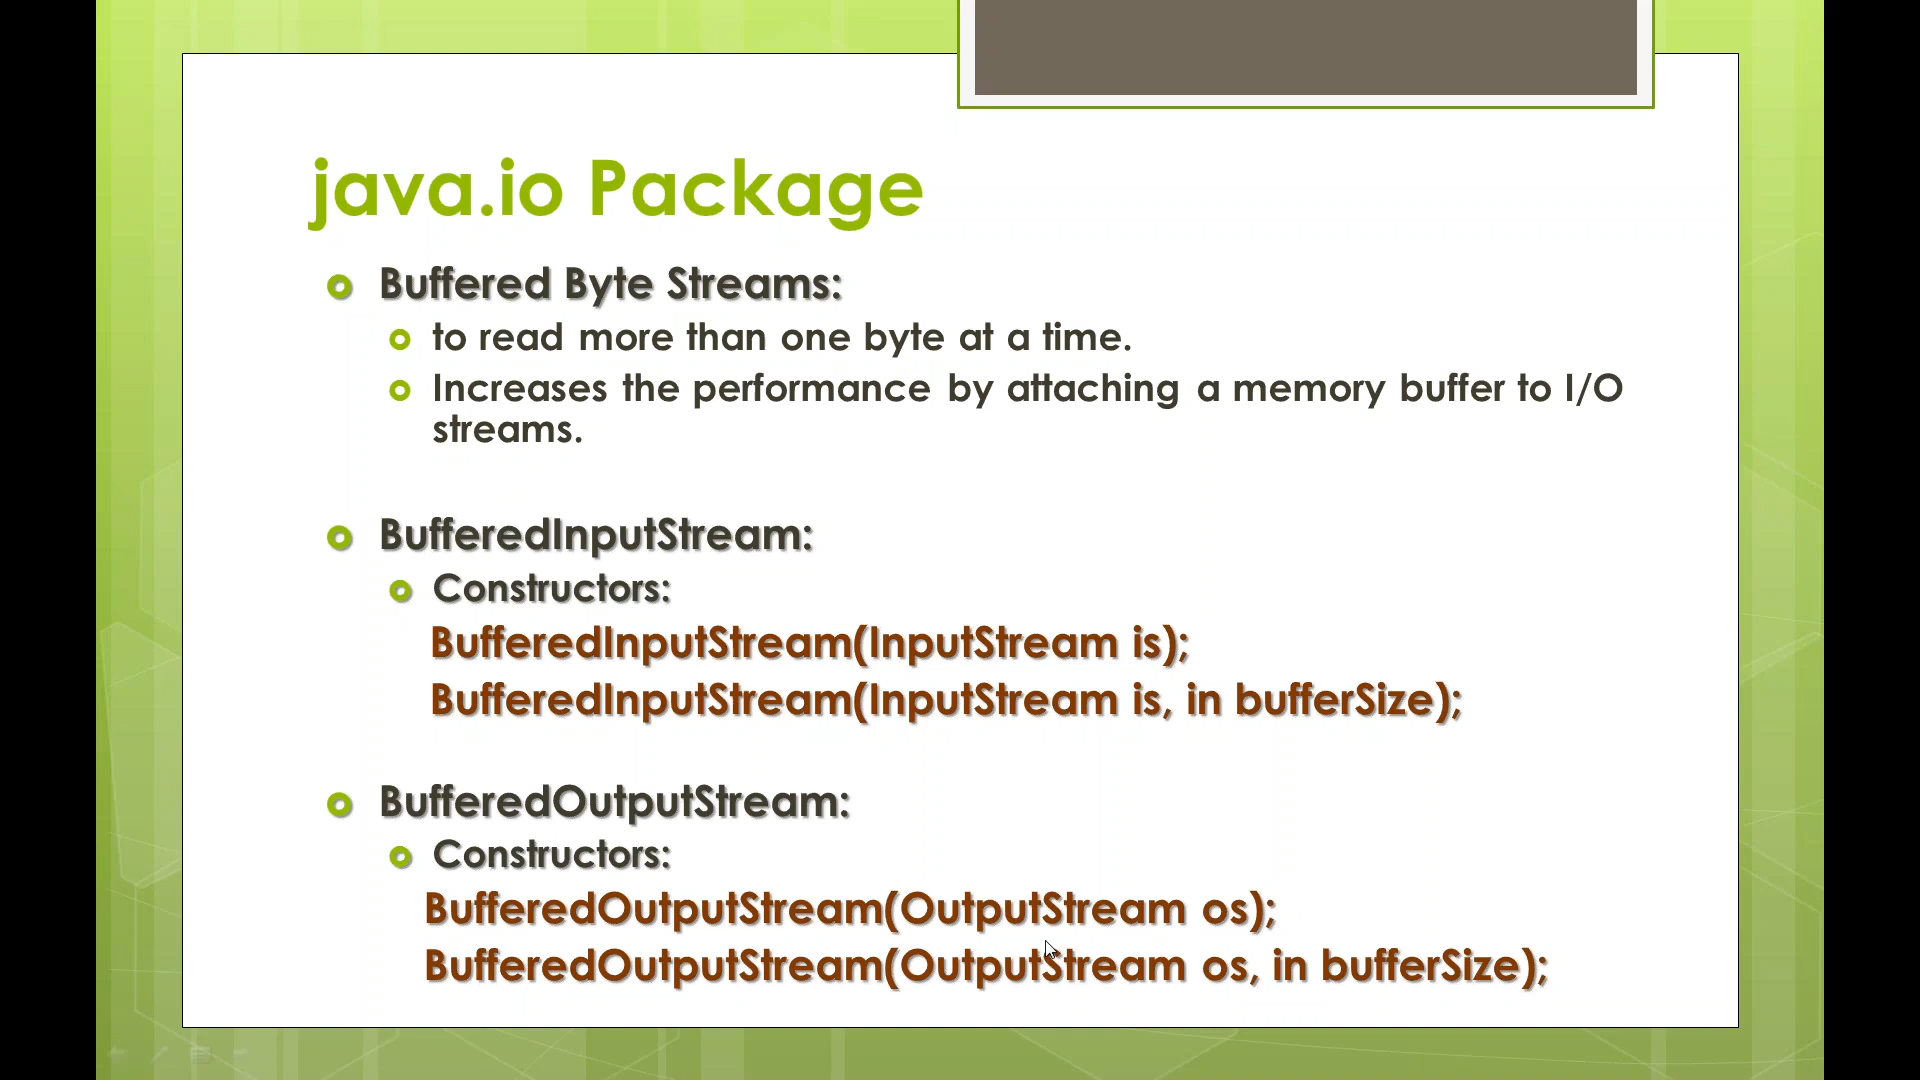 java.io Package
Buffered Byte Streams:
to read more than one byte at a time.
Increases the performance by attaching a memory buffer to I/O
streams.
BufferedInputStream:
Constructors:
BufferedInputStream(InputStream is);
BufferedInputStream(InputStream is, in bufferSize);
BufferedOutputStream:
Constructors:
BufferedOutputStream(OutputStream os);
BufferedOutputStream(OutputStream os, in bufferSize);